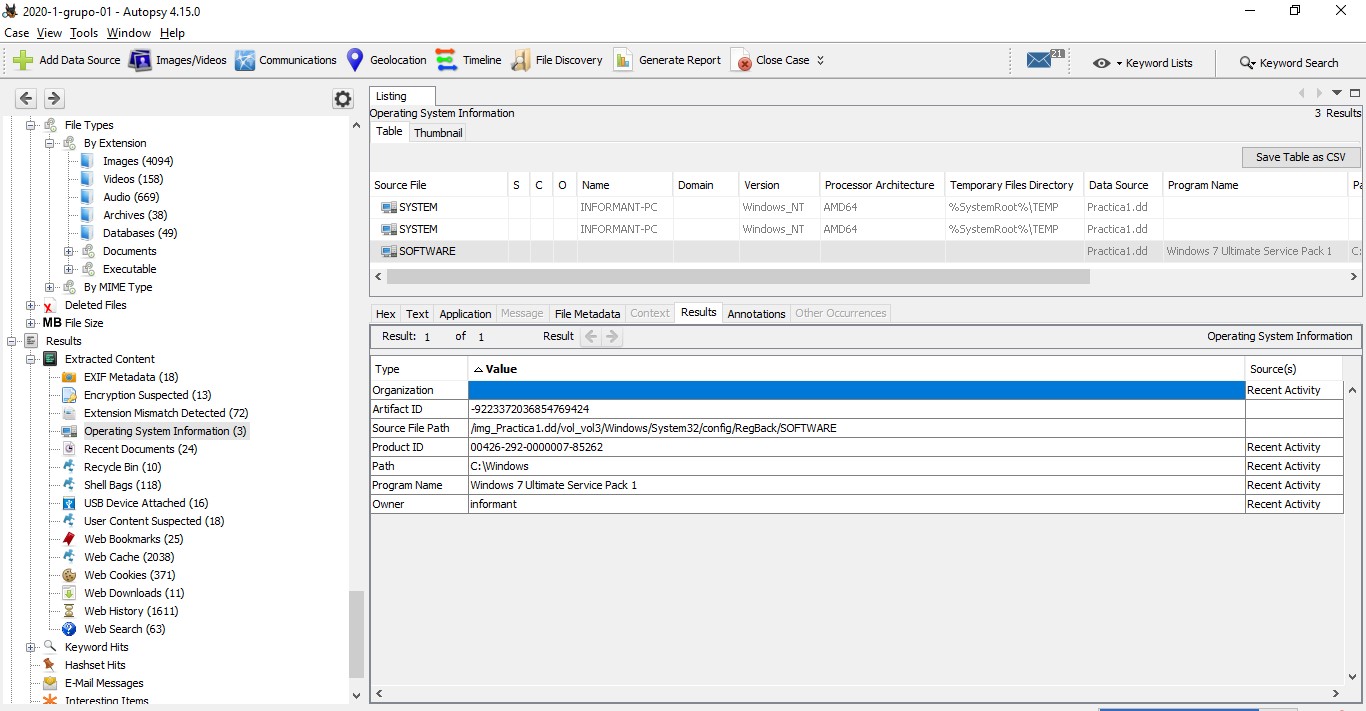 2020-1-grupo-01 - Autopsy 4.15.0
Case View Tools Window Help
Add Data Source Images/Videos Communications Geolocation Timeline File Discovery Generate Report Close Case 21 Keyword Lists Keyword Search
File Types
By Extension
Images (4094)
Videos (158)
Audio (669)
Archives (38)
Databases (49)
Documents
Executable
By MIME Type
Deleted Files
MB File Size
Results
Extracted Content
EXIF Metadata (18)
Encryption Suspected (13)
Extension Mismatch Detected (72)
Operating System Information (3)
Recent Documents (24)
Recycle Bin (10)
Shell Bags (118)
USB Device Attached (16)
User Content Suspected (18)
Web Bookmarks (25)
Web Cache (2038)
Web Cookies (371)
Web Downloads (11)
Web History (1611)
Web Search (63)
Keyword Hits
Hashset Hits
E-Mail Messages
Interesting Items
Listing
Operating System Information 3 Results
Table Thumbnail
Save Table as CSV
Source File S C O Name Domain Version Processor Architecture Temporary Files Directory Data Source Program Name Pa
SYSTEM INFORMANT-PC Windows_NT AMD64 %SystemRoot%\TEMP Practica1.dd
SYSTEM INFORMANT-PC Windows_NT AMD64 %SystemRoot%\TEMP Practica1.dd
SOFTWARE Practica1.dd Windows 7 Ultimate Service Pack 1 C:
Hex Text Application Message File Metadata Context Results Annotations Other Occurrences
Result: 1 of 1 Result Operating System Information
Type Value Source(s)
Organization Recent Activity
Artifact ID -9223372036854769424
Source File Path /img_Practica1.dd/vol_vol3/Windows/System32/config/RegBack/SOFTWARE
Product ID 00426-292-0000007-85262 Recent Activity
Path C:\Windows Recent Activity
Program Name Windows 7 Ultimate Service Pack 1 Recent Activity
Owner informant Recent Activity